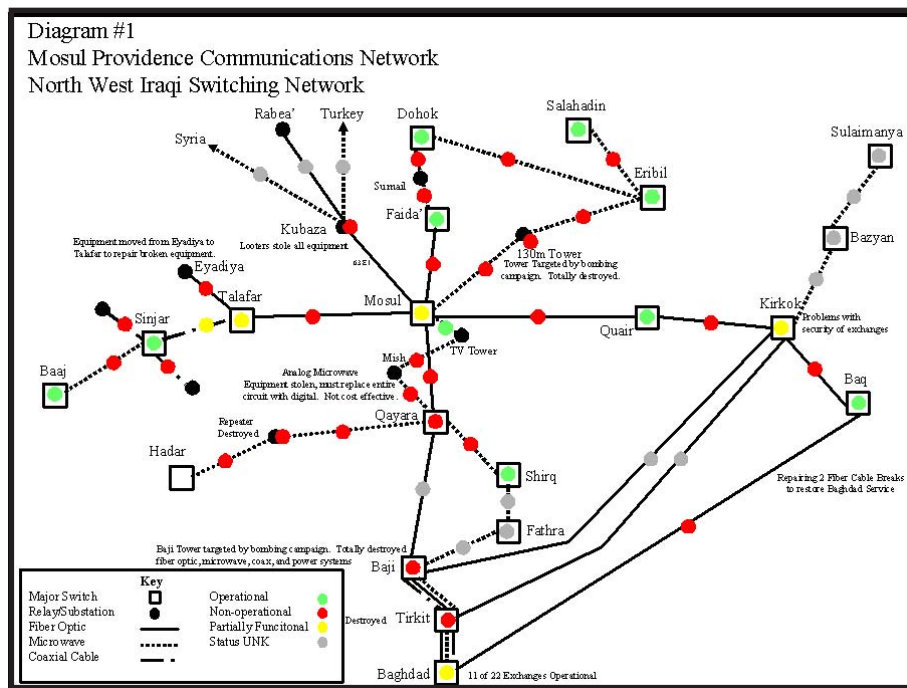 Diagram #1
Mosul Providence Communications Network
North West Iraqi Switching Network
Rabea'
Turkey
Dohok
Salahadin
Sulaimanya
Syria
Sumail
Eribil
Faida'
Kubaza
Looters stole all equipment.
130m Tower
Tower Targeted by bombing
campaign. Totally destroyed.
Bazyan
Equipment moved from Eyadiya to
Talafar to repair broken equipment.
Eyadiya
Talafar
Mosul
Kirkok
Problems with
security of exchanges
Sinjar
Quair
TV Tower
Mish
Baaj
Analog Microwave
Equipment stolen, must replace entire
circuit with digital. Not cost effective.
Baq
Qayara
Repeater
Destroyed
Hadar
Shirq
Repairing 2 Fiber Cable Breaks
to restore Baghdad Service
Fathra
Baji Tower targeted by bombing campaign. Totally destroyed
fiber optic, microwave, coax, and power systems
Baji
Key
Major Switch
Operational
Relay/Substation
Non-operational
Fiber Optic
Partially Funcitonal
Microwave
Status UNK
Coaxial Cable
Destroyed
Tirkit
Baghdad
11 of 22 Exchanges Operational